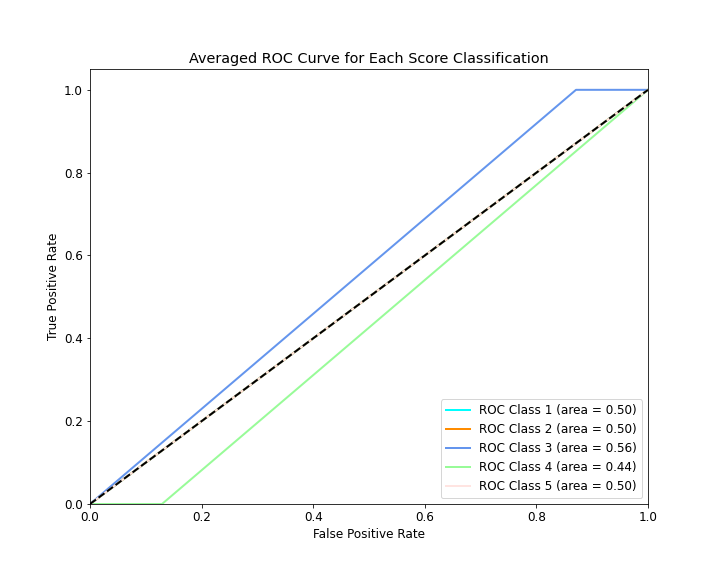 Averaged ROC Curve for Each Score Classification
True Positive Rate
1.0
0.8
0.6
0.4
0.2
0.0
ROC Class 1 (area = 0.50)
ROC Class 2 (area = 0.50)
ROC Class 3 (area = 0.56)
ROC Class 4 (area = 0.44)
ROC Class 5 (area = 0.50)
0.0 0.2 0.4 0.6 0.8 1.0
False Positive Rate